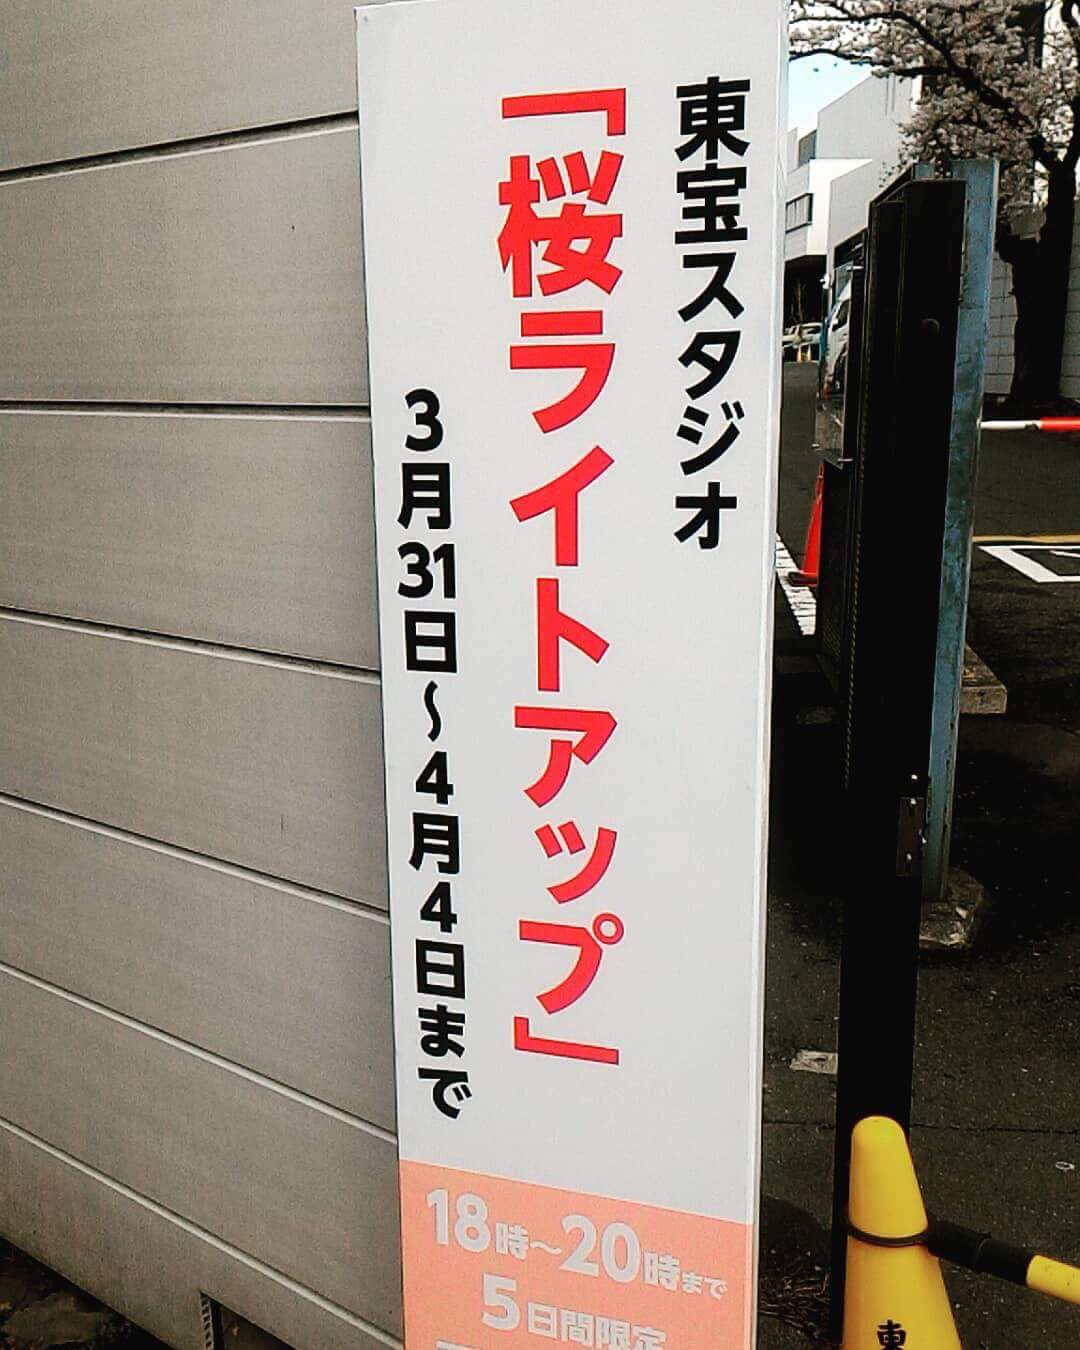 東宝スタジオ
「桜ライトアップ」
3月31日〜4月4日まで
18時〜20時まで
5日間限定
東